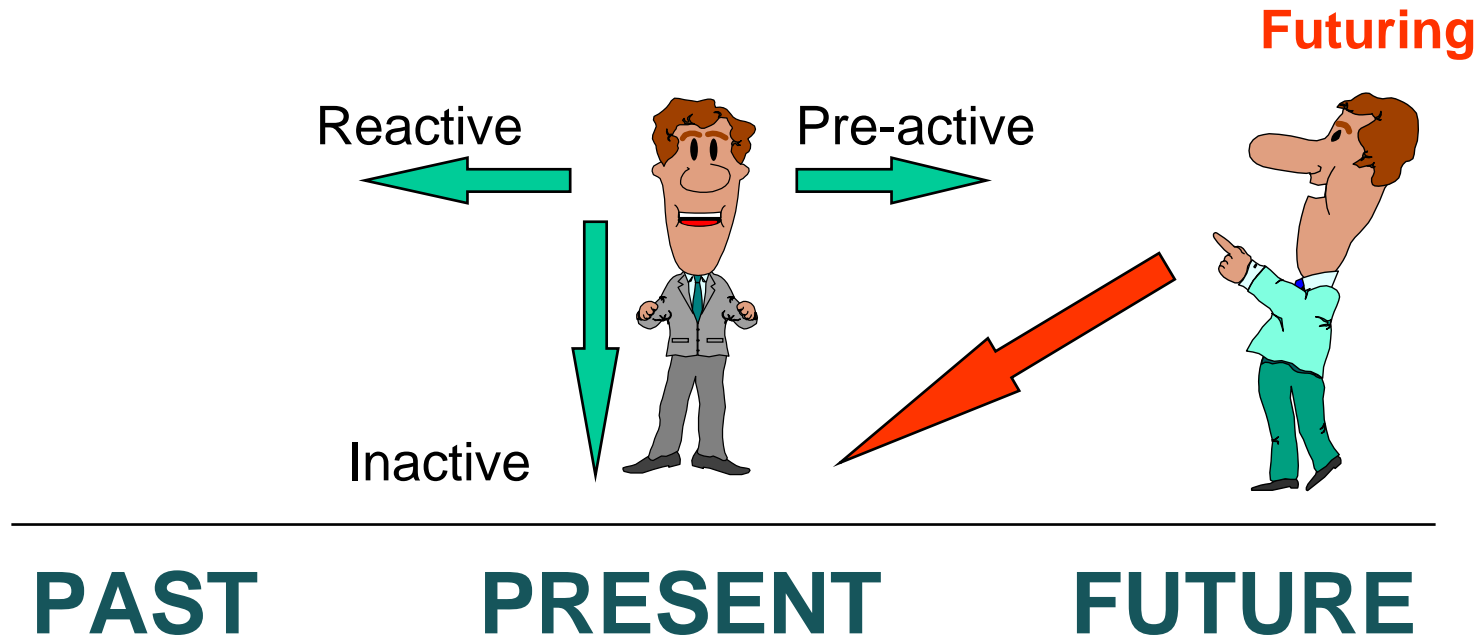 Futuring
Reactive
Pre-active
Inactive
PAST PRESENT FUTURE